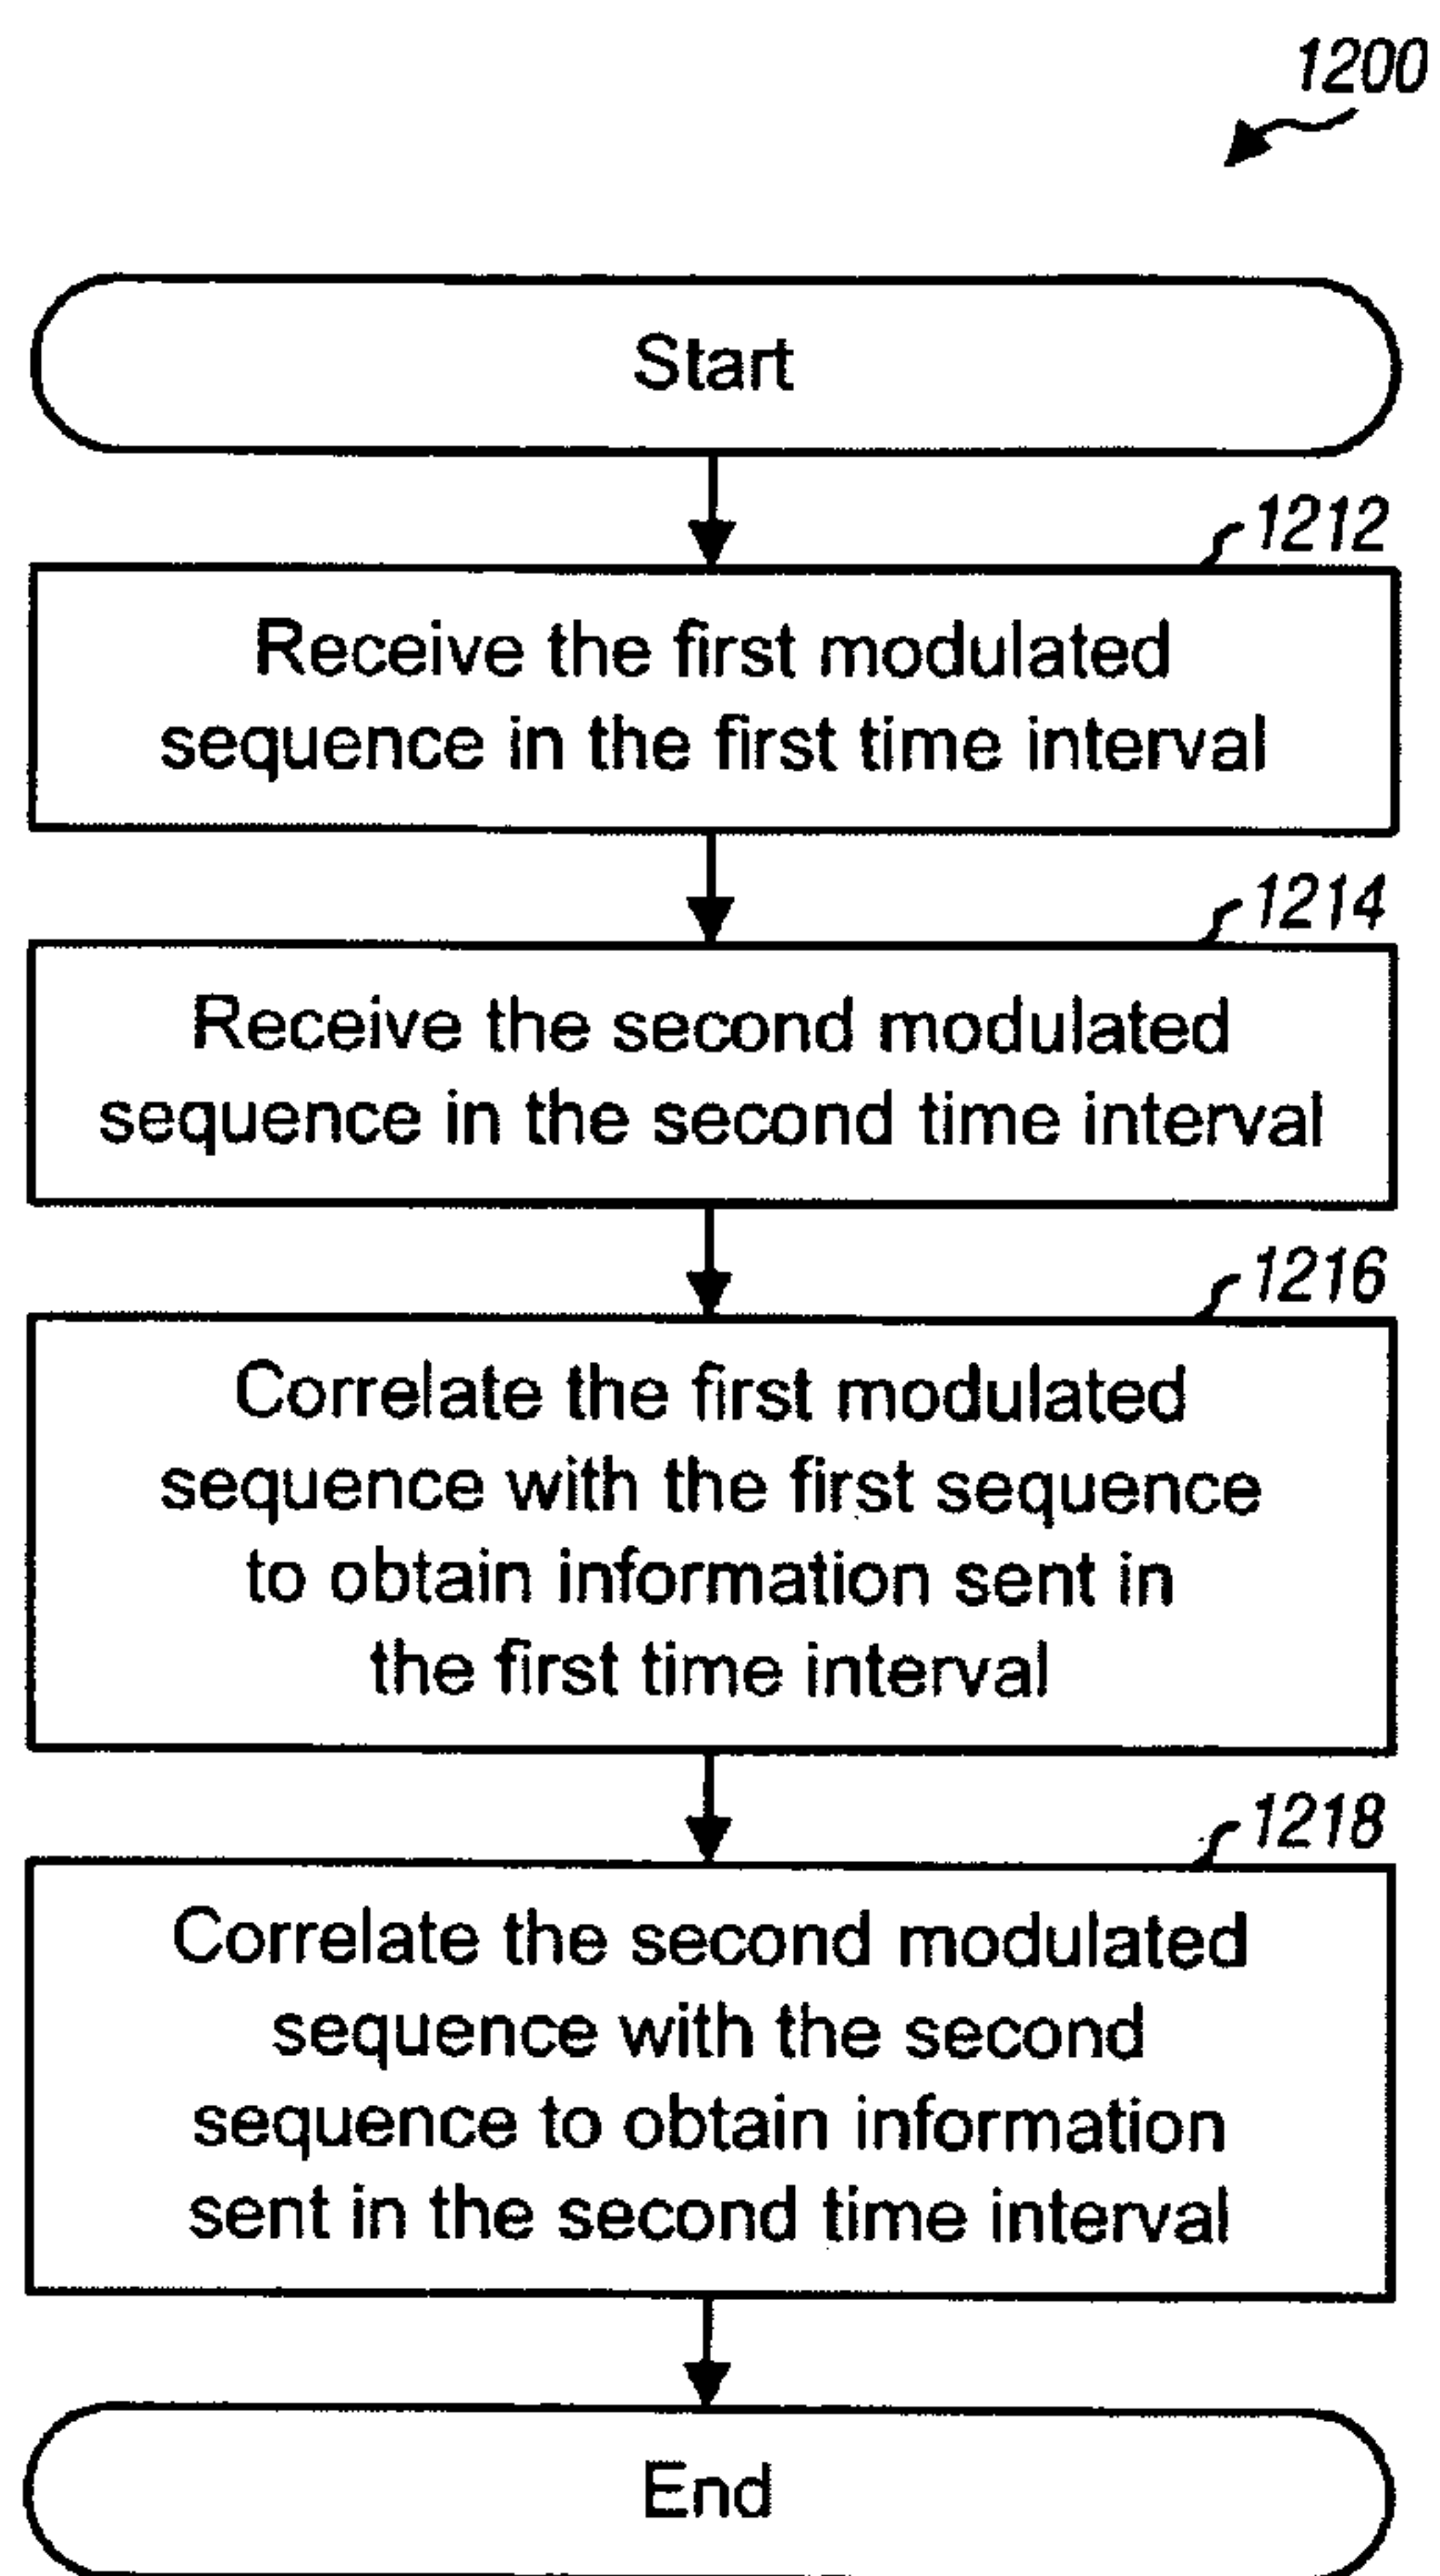 1200
Start
1212
Receive the first modulated
sequence in the first time interval
1214
Receive the second modulated
sequence in the second time interval
1216
Correlate the first modulated
sequence with the first sequence
to obtain information sent in
the first time interval
1218
Correlate the second modulated
sequence with the second
sequence to obtain information
sent in the second time interval
End